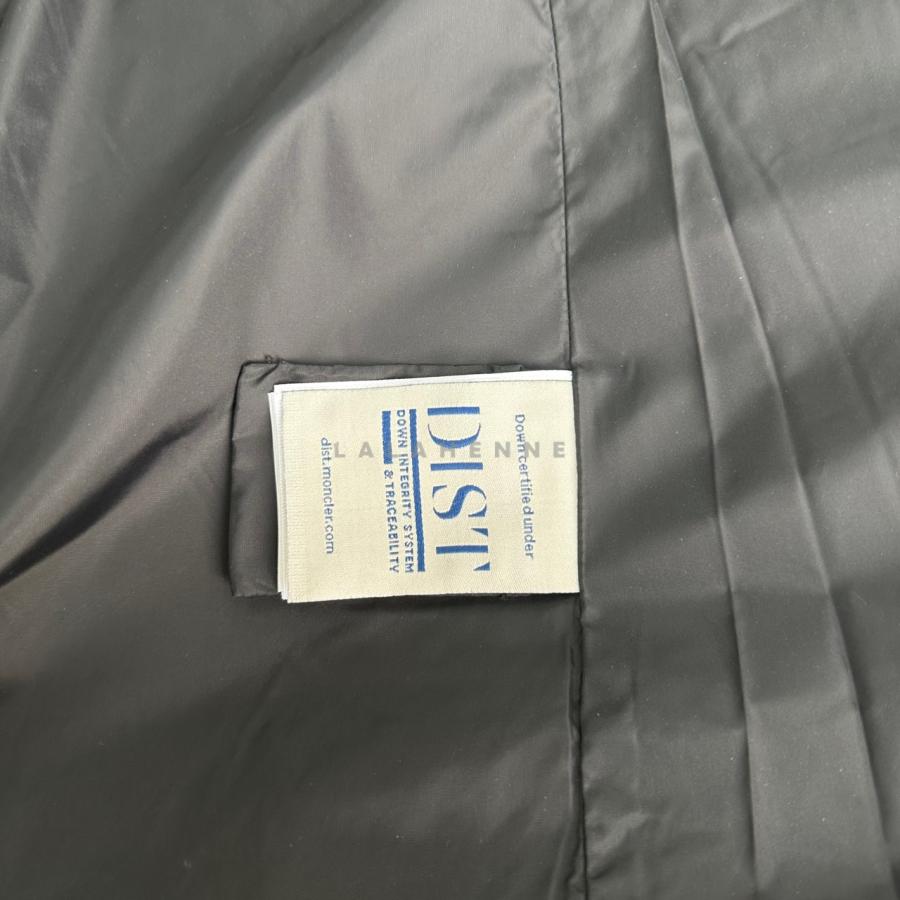 Down certified under
DIST
DOWN INTEGRITY SYSTEM
& TRACEABILITY
dist.moncler.com